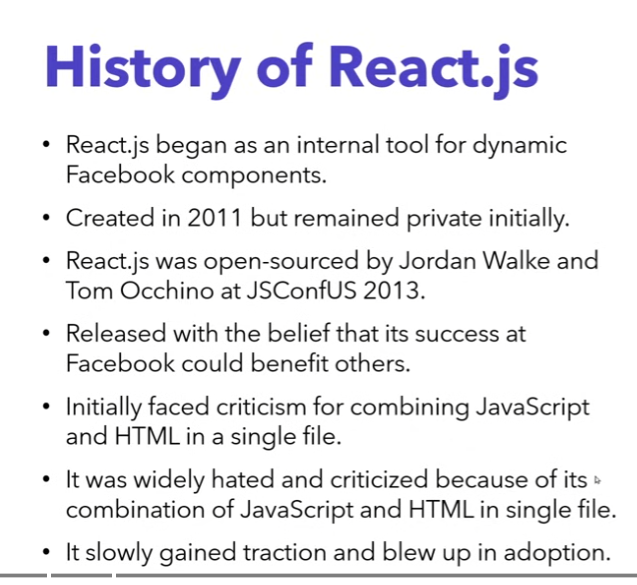 History of React.js
• React.js began as an internal tool for dynamic
Facebook components.
• Created in 2011 but remained private initially.
• React.js was open-sourced by Jordan Walke and
Tom Occhino at JSConfUS 2013.
• Released with the belief that its success at
Facebook could benefit others.
• Initially faced criticism for combining JavaScript
and HTML in a single file.
• It was widely hated and criticized because of its
combination of JavaScript and HTML in single file.
• It slowly gained traction and blew up in adoption.